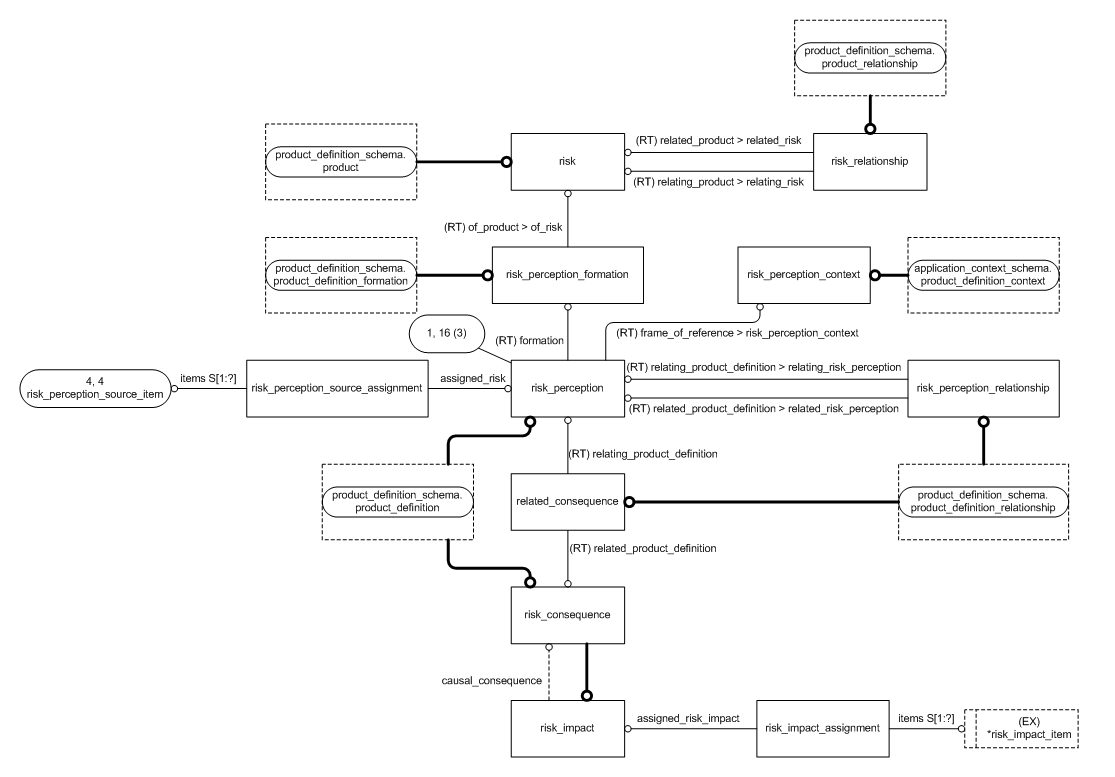 product_definition_schema.
product_relationship
product_definition_schema.
product
risk
(RT) related_product > related_risk
(RT) relating_product > relating_risk
risk_relationship
(RT) of_product > of_risk
product_definition_schema.
product_definition_formation
risk_perception_formation
risk_perception_context
application_context_schema.
product_definition_context
1, 16 (3)
(RT) formation
(RT) frame_of_reference > risk_perception_context
4, 4
risk_perception_source_item
items S[1:?]
risk_perception_source_assignment
assigned_risk
risk_perception
(RT) relating_product_definition > relating_risk_perception
(RT) related_product_definition > related_risk_perception
risk_perception_relationship
(RT) relating_product_definition
product_definition_schema.
product_definition
related_consequence
product_definition_schema.
product_definition_relationship
(RT) related_product_definition
risk_consequence
causal_consequence
risk_impact
assigned_risk_impact
risk_impact_assignment
items S[1:?]
(EX)
*risk_impact_item